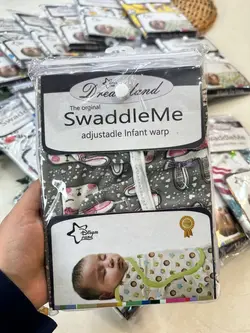 Dreamland
The orginal
SwaddleMe
adjustadle Infant warp